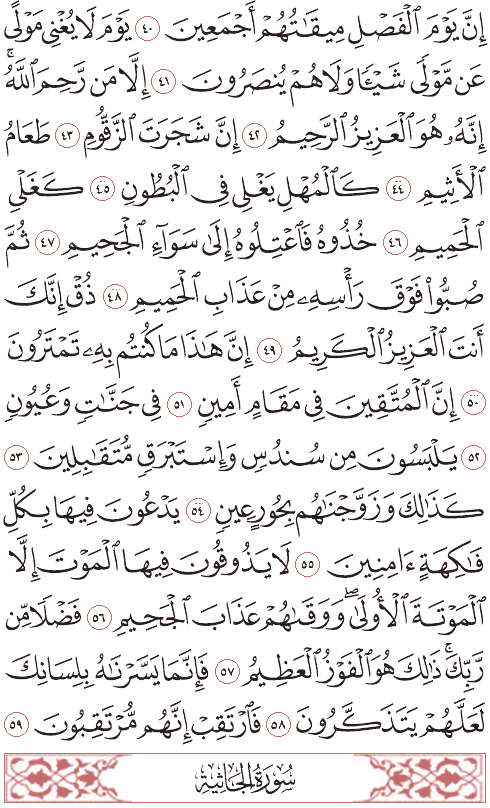 إِنَّ يَوْمَ ٱلْفَصْلِ مِيقَٰتُهُمْ أَجْمَعِينَ ٤٠ يَوْمَ لَا يُغْنِى مَوْلًى
عَن مَّوْلًى شَيْـًٔا وَلَا هُمْ يُنصَرُونَ ٤١ إِلَّا مَن رَّحِمَ ٱللَّهُۚ
إِنَّهُۥ هُوَ ٱلْعَزِيزُ ٱلرَّحِيمُ ٤٢ إِنَّ شَجَرَتَ ٱلزَّقُّومِ ٤٣ طَعَامُ
ٱلْأَثِيمِ ٤٤ كَٱلْمُهْلِ يَغْلِى فِى ٱلْبُطُونِ ٤٥ كَغَلْىِ
ٱلْحَمِيمِ ٤٦ خُذُوهُ فَٱعْتِلُوهُ إِلَىٰ سَوَآءِ ٱلْجَحِيمِ ٤٧ ثُمَّ
صُبُّوا۟ فَوْقَ رَأْسِهِۦ مِنْ عَذَابِ ٱلْحَمِيمِ ٤٨ ذُقْ إِنَّكَ
أَنتَ ٱلْعَزِيزُ ٱلْكَرِيمُ ٤٩ إِنَّ هَٰذَا مَا كُنتُم بِهِۦ تَمْتَرُونَ
٥٠ إِنَّ ٱلْمُتَّقِينَ فِى مَقَامٍ أَمِينٍ ٥١ فِى جَنَّٰتٍ وَعُيُونٍ
٥٢ يَلْبَسُونَ مِن سُندُسٍ وَإِسْتَبْرَقٍ مُّتَقَٰبِلِينَ ٥٣
كَذَٰلِكَ وَزَوَّجْنَٰهُم بِحُورٍ عِينٍ ٥٤ يَدْعُونَ فِيهَا بِكُلِّ
فَٰكِهَةٍ ءَامِنِينَ ٥٥ لَا يَذُوقُونَ فِيهَا ٱلْمَوْتَ إِلَّا
ٱلْمَوْتَةَ ٱلْأُولَىٰۖ وَوَقَىٰهُمْ عَذَابَ ٱلْجَحِيمِ ٥٦ فَضْلًا مِّن
رَّبِّكَۚ ذَٰلِكَ هُوَ ٱلْفَوْزُ ٱلْعَظِيمُ ٥٧ فَإِنَّمَا يَسَّرْنَٰهُ بِلِسَانِكَ
لَعَلَّهُمْ يَتَذَكَّرُونَ ٥٨ فَٱرْتَقِبْ إِنَّهُم مُّرْتَقِبُونَ ٥٩
سُورَةُ الجَاثِيَةِ